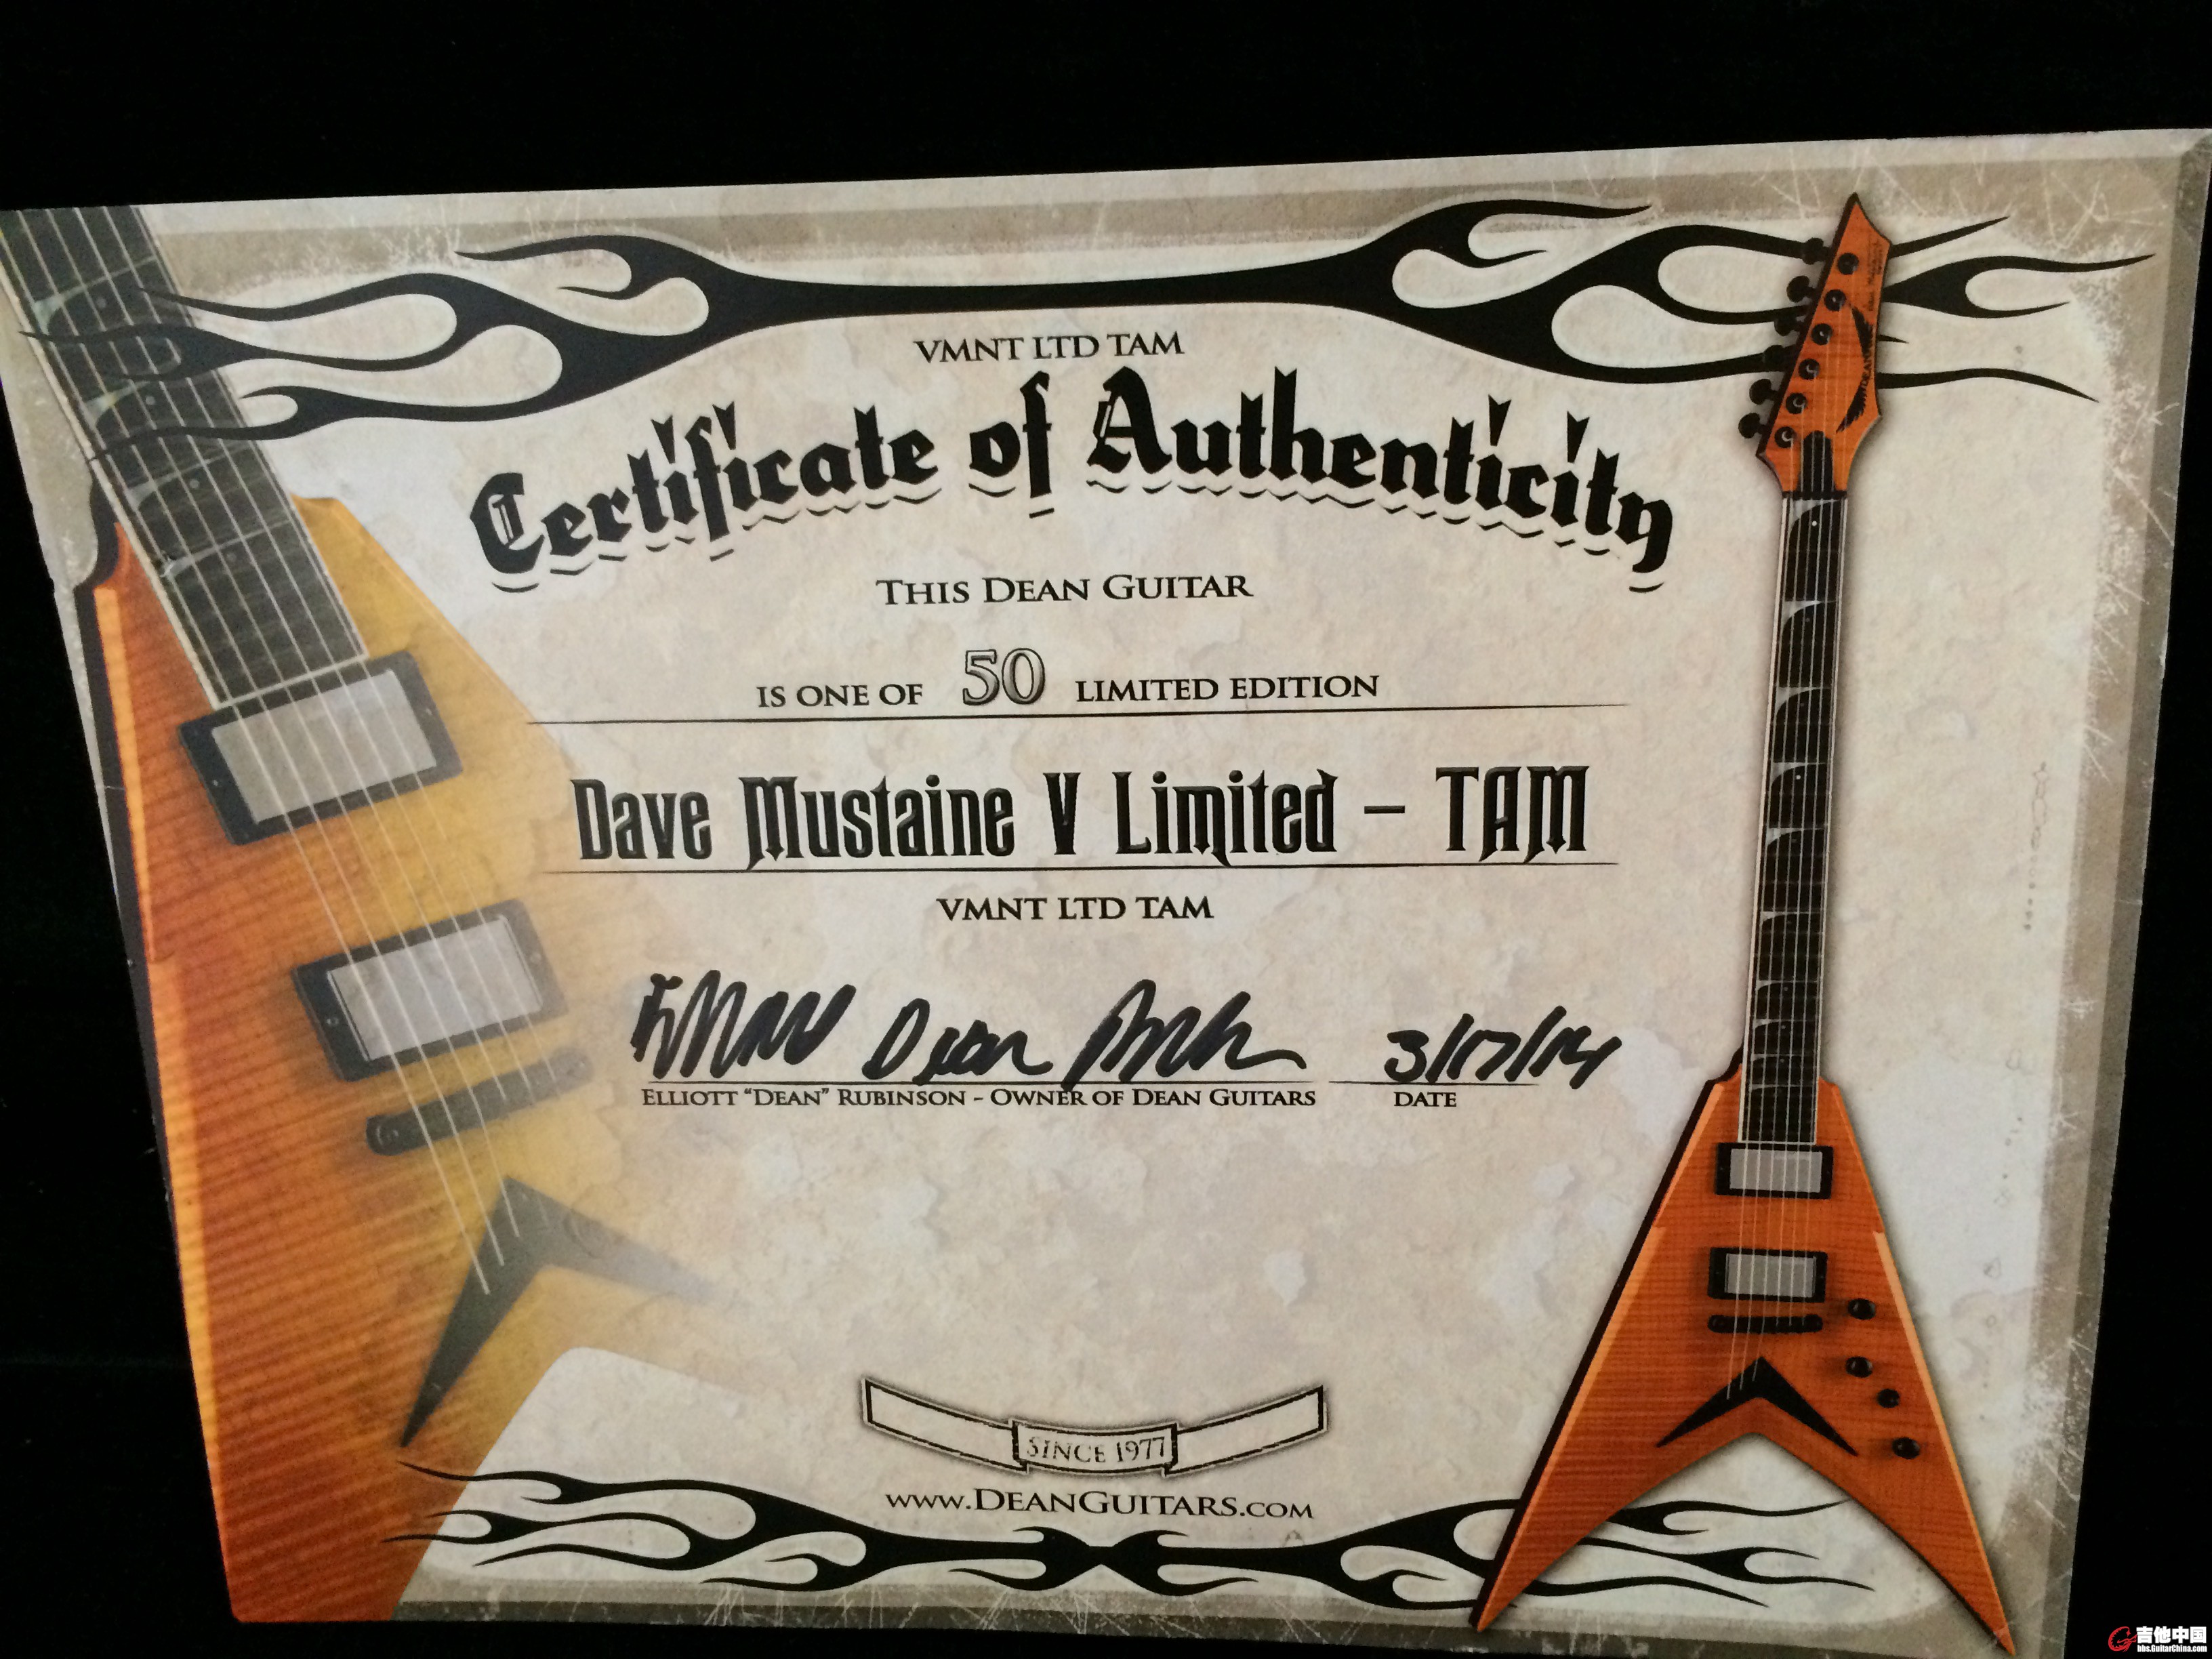 VMNT LTD TAM
Certificate of Authenticity
THIS DEAN GUITAR
IS ONE OF 50 LIMITED EDITION
Dave Mustaine V Limited – TAM
VMNT LTD TAM
Dean
3/17/14
ELLIOTT “DEAN” RUBINSON - OWNER OF DEAN GUITARS
DATE
SINCE 1977
WWW.DEANGUITARS.COM
DEAN
吉他中国
bbs.GuitarChina.com